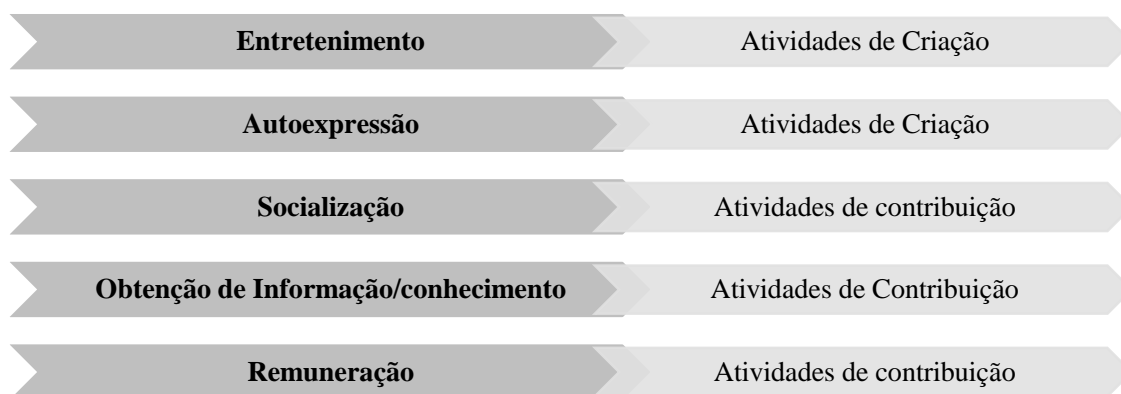 Entretenimento Atividades de Criação
Autoexpressão Atividades de Criação
Socialização Atividades de contribuição
Obtenção de Informação/conhecimento Atividades de Contribuição
Remuneração Atividades de contribuição